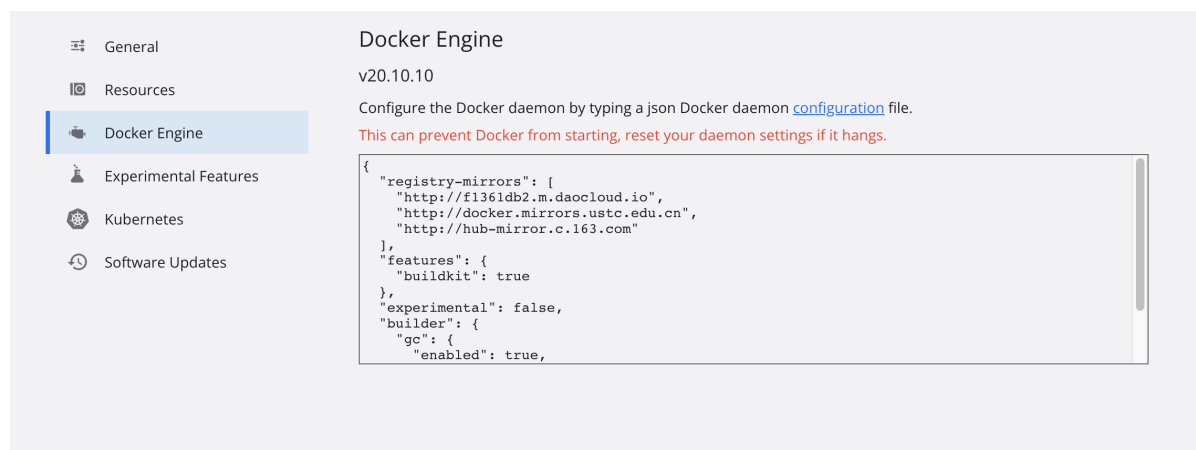 General
Resources
Docker Engine
Experimental Features
Kubernetes
Software Updates
Docker Engine
v20.10.10
Configure the Docker daemon by typing a json Docker daemon configuration file.
This can prevent Docker from starting, reset your daemon settings if it hangs.
{
  "registry-mirrors": [
    "http://f1361db2.m.daocloud.io",
    "http://docker.mirrors.ustc.edu.cn",
    "http://hub-mirror.c.163.com"
  ],
  "features": {
    "buildkit": true
  },
  "experimental": false,
  "builder": {
    "gc": {
      "enabled": true,